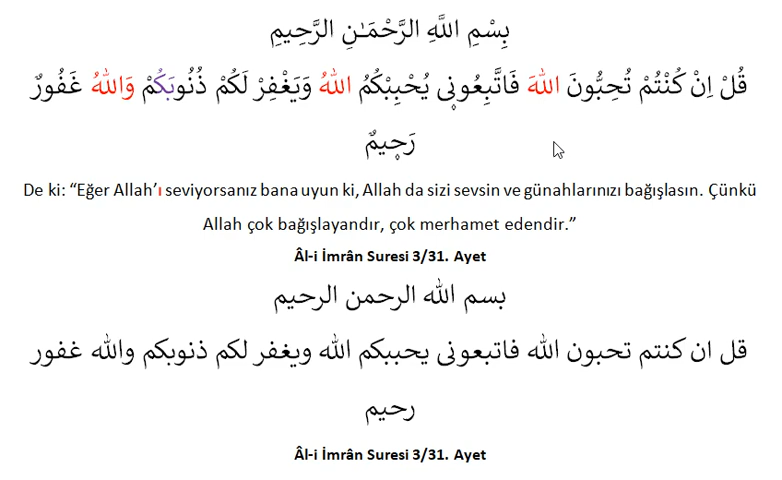 بِسْمِ اللَّهِ الرَّحْمَـٰنِ الرَّحِيمِ
قُلْ اِنْ كُنْتُمْ تُحِبُّونَ اللّٰهَ فَاتَّبِعُونٖى يُحْبِبْكُمُ اللّٰهُ وَيَغْفِرْ لَكُمْ ذُنُوبَكُمْ وَاللّٰهُ غَفُورٌ
رَحٖيمٌ
De ki: “Eğer Allah’ı seviyorsanız bana uyun ki, Allah da sizi sevsin ve günahlarınızı bağışlasın. Çünkü
Allah çok bağışlayandır, çok merhamet edendir.”
Âl-i İmrân Suresi 3/31. Ayet
بسم الله الرحمن الرحيم
قل ان كنتم تحبون الله فاتبعونى يحببكم الله ويغفر لكم ذنوبكم والله غفور
رحيم
Âl-i İmrân Suresi 3/31. Ayet